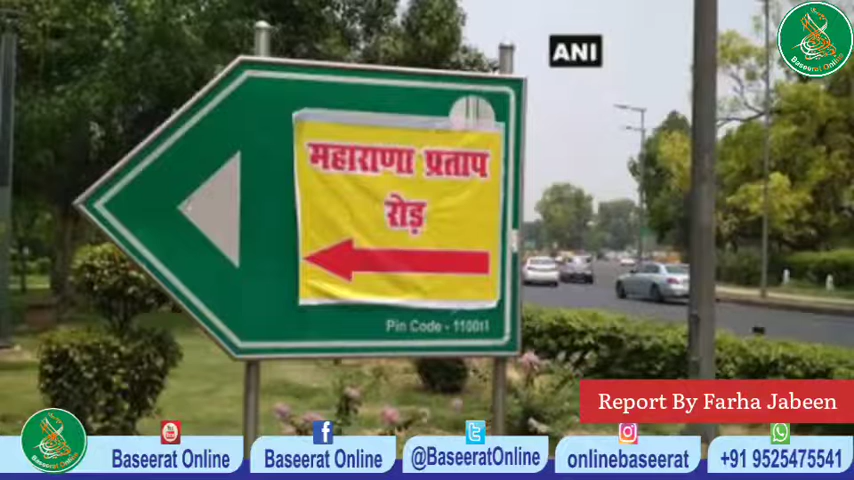 ANI
Baseerat Online
महाराणा प्रताप
रोड़
Pin Code - 110011
Report By Farha Jabeen
Baseerat Online
Baseerat Online
Baseerat Online
@BaseeratOnline
onlinebaseerat
+91 9525475541